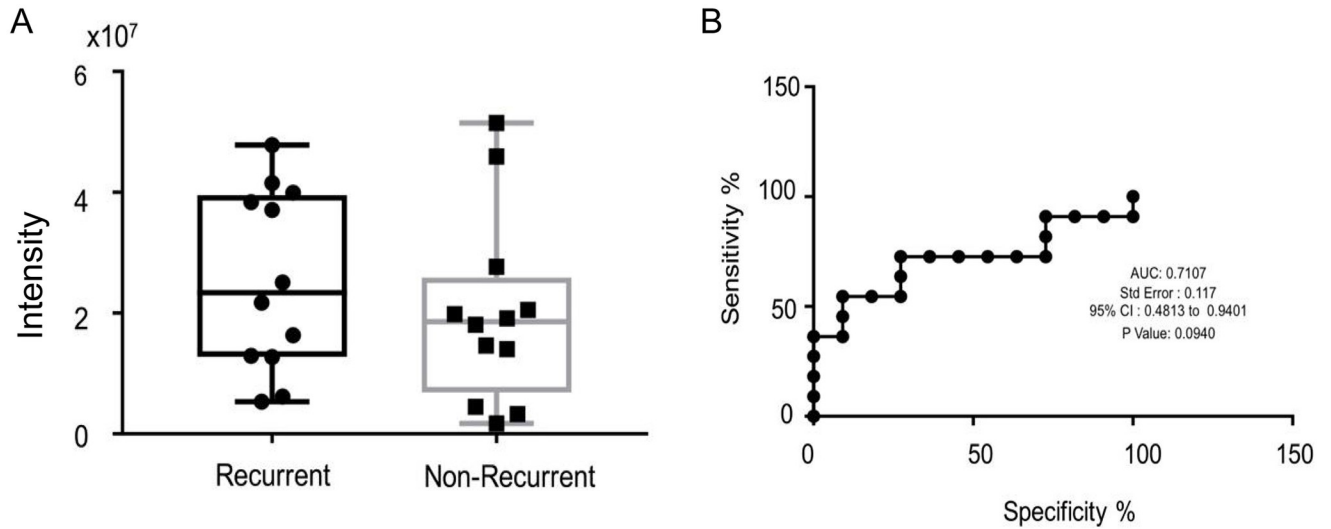 A
x10⁷
6
4
2
0
Intensity
Recurrent
Non-Recurrent
B
150
100
50
0
Sensitivity %
AUC: 0.7107
Std Error : 0.117
95% CI : 0.4813 to 0.9401
P Value: 0.0940
0 50 100 150
Specificity %